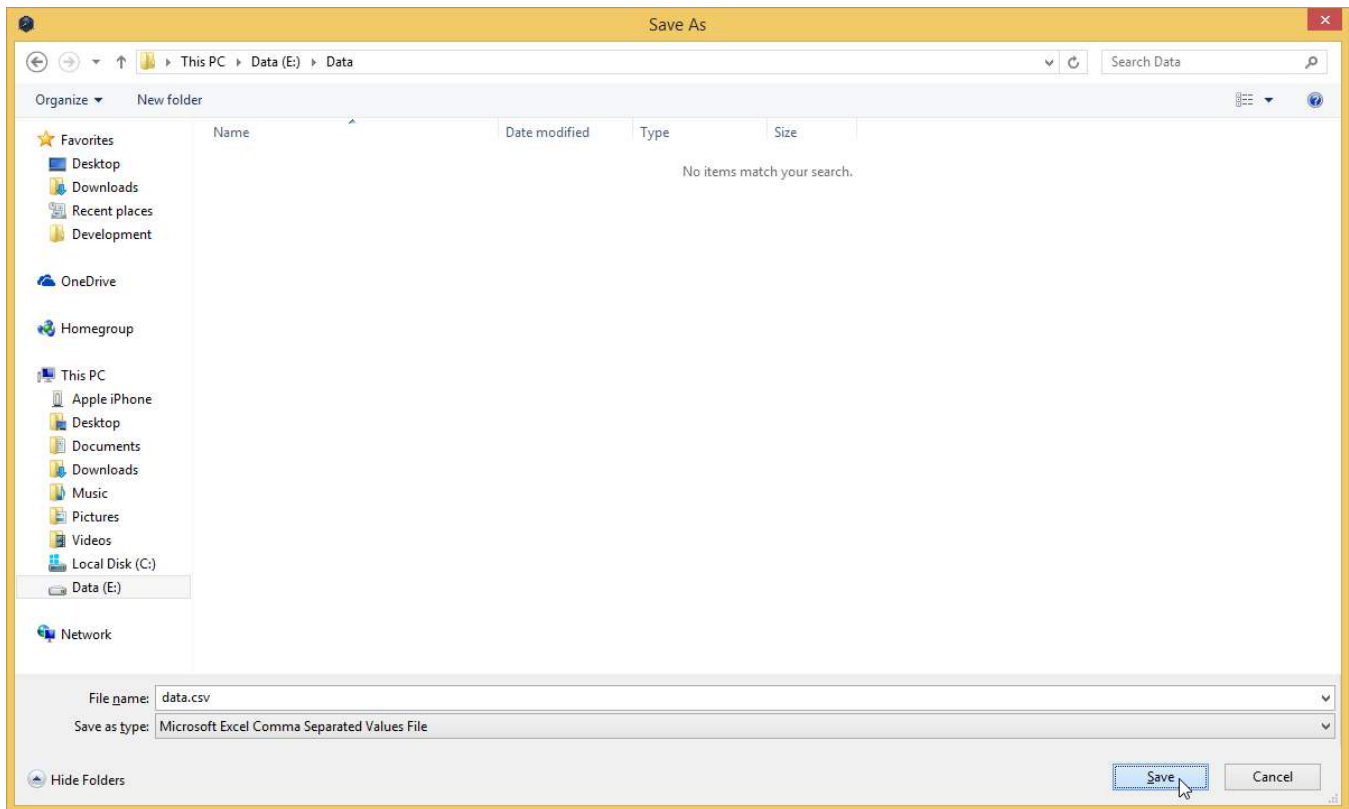 Save As
This PC Data (E:) Data
Search Data
Organize New folder
Name Date modified Type Size
No items match your search.
Favorites
Desktop
Downloads
Recent places
Development
OneDrive
Homegroup
This PC
Apple iPhone
Desktop
Documents
Downloads
Music
Pictures
Videos
Local Disk (C:)
Data (E:)
Network
File name: data.csv
Save as type: Microsoft Excel Comma Separated Values File
Hide Folders
Save Cancel